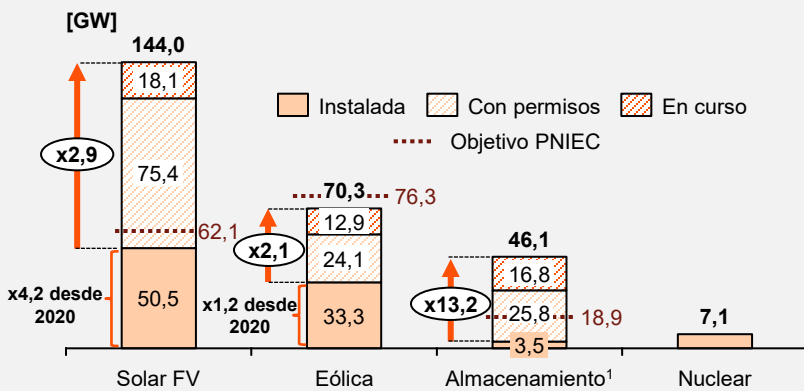 [GW]
144,0
18,1
75,4
x2,9
62,1
x4,2 desde
2020
50,5
Instalada
Con permisos
En curso
Objetivo PNIEC
70,3
76,3
12,9
x2,1
24,1
x1,2 desde
2020
33,3
46,1
16,8
x13,2
25,8
18,9
3,5
7,1
Solar FV
Eólica
Almacenamiento¹
Nuclear